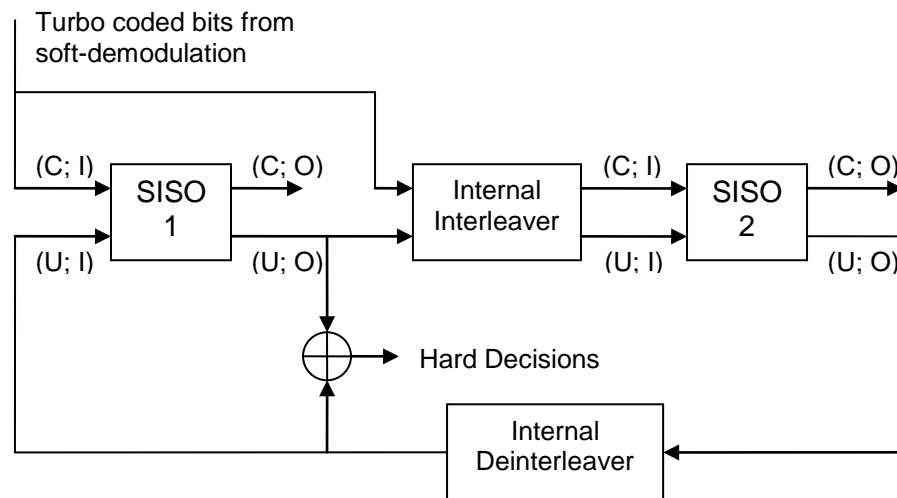 Turbo coded bits from
soft-demodulation
(C; I)
(C; O)
(C; I)
(C; O)
SISO
1
Internal
Interleaver
SISO
2
(U; I)
(U; O)
(U; I)
(U; O)
Hard Decisions
Internal
Deinterleaver